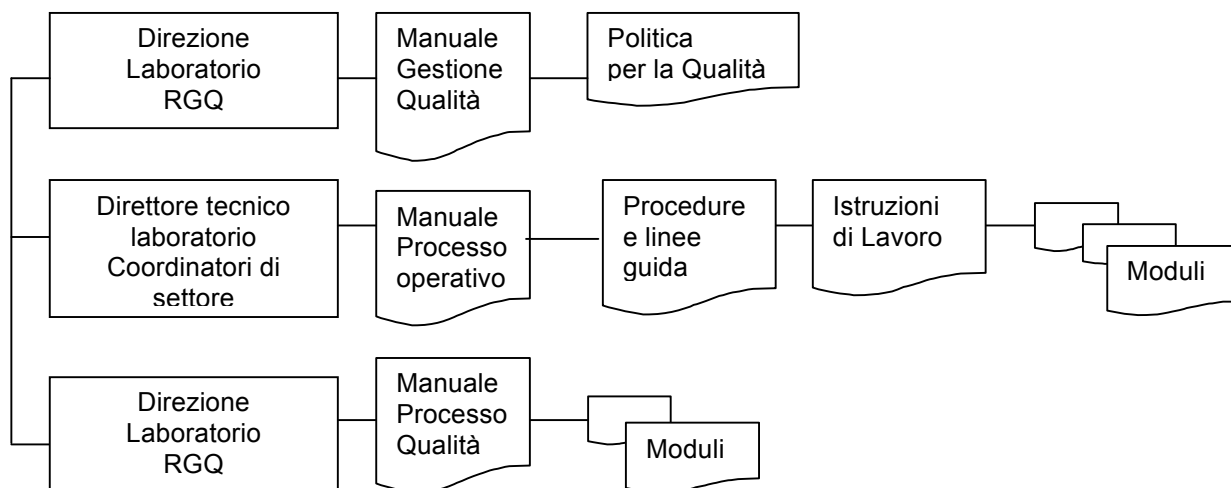 Direzione
Laboratorio
RGQ
Manuale
Gestione
Qualità
Politica
per la Qualità
Direttore tecnico
laboratorio
Coordinatori di
settore
Manuale
Processo
operativo
Procedure
e linee
guida
Istruzioni
di Lavoro
Moduli
Direzione
Laboratorio
RGQ
Manuale
Processo
Qualità
Moduli